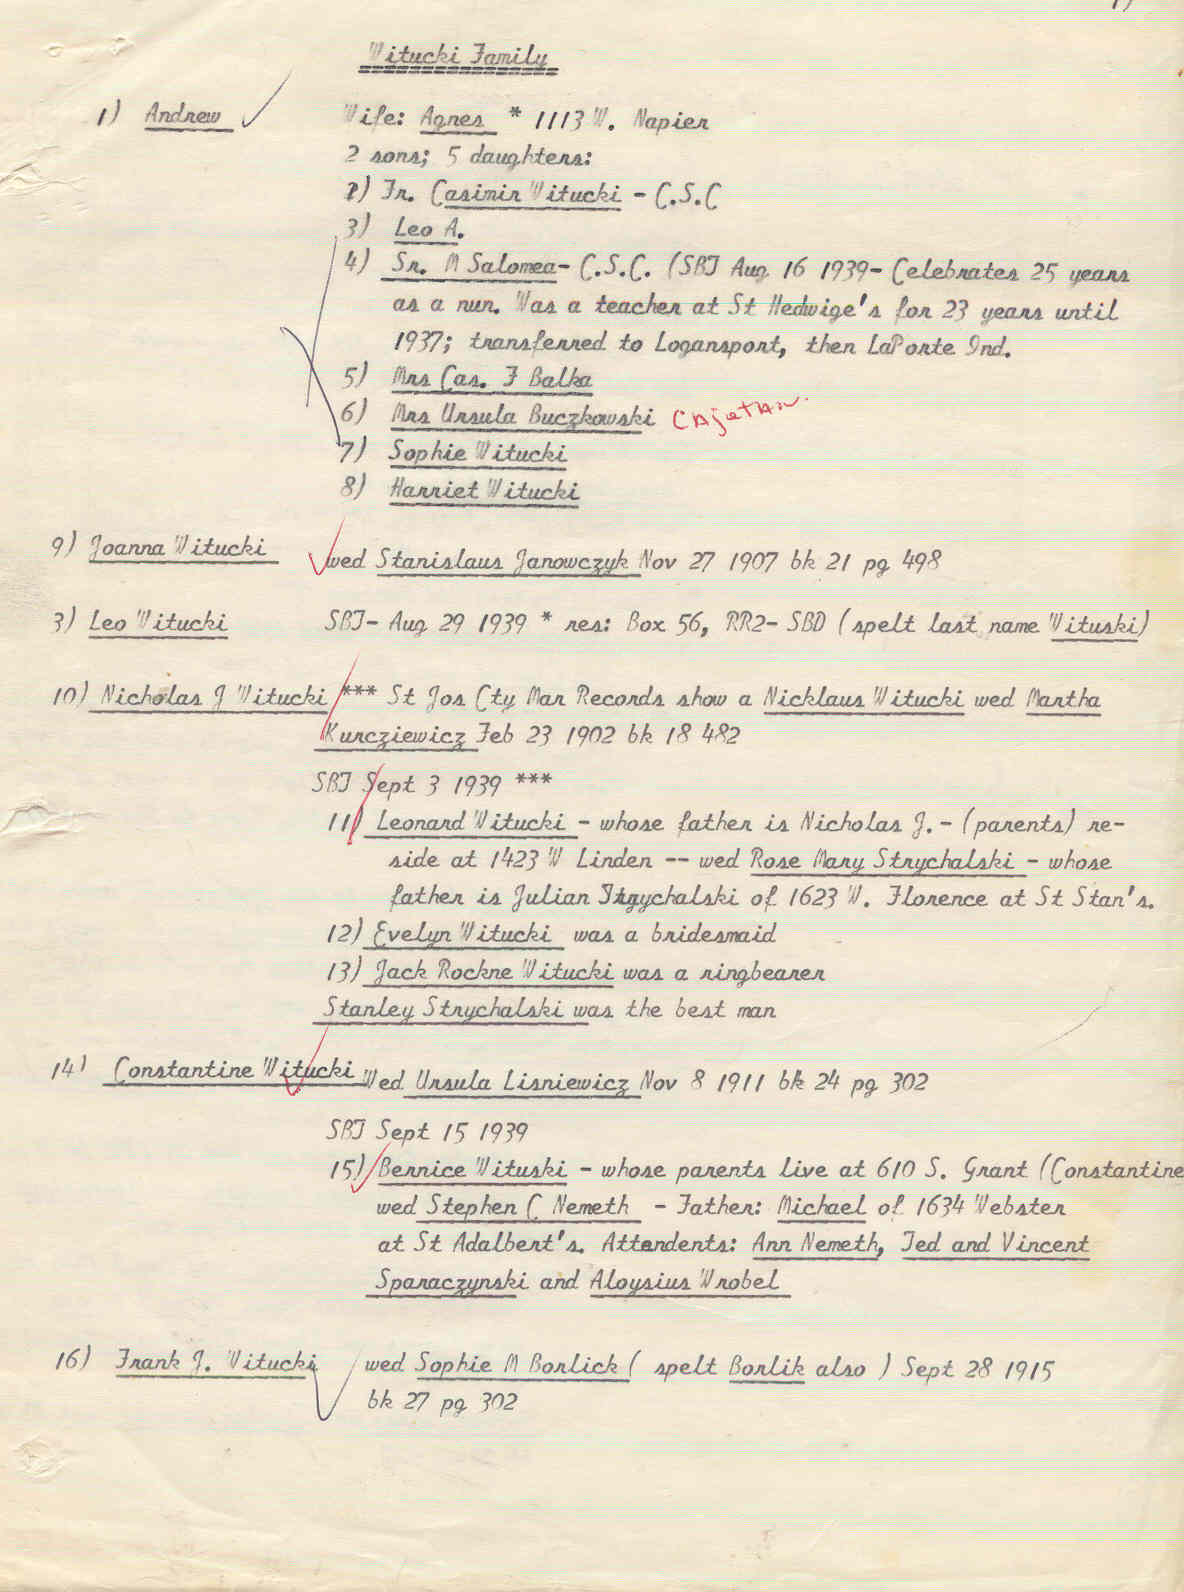 Witucki Family
1) Andrew
Wife: Agnes * 1113 W. Napier
2 sons; 5 daughters:
2) Fr. Casimir Witucki - C.S.C
3) Leo A.
4) Sr. M Salomea- C.S.C. (SBT Aug 16 1939- Celebrates 25 years
as a nun. Was a teacher at St Hedwige's for 23 years until
1937; transferred to Logansport, then LaPorte Ind.
5) Mrs Cas. F Balka
6) Mrs Ursula Buczkowski Cajetan
7) Sophie Witucki
8) Harriet Witucki
9) Joanna Witucki wed Stanislaus Janowczyk Nov 27 1907 bk 21 pg 498
3) Leo Witucki SBT- Aug 29 1939 * res: Box 56, RR2- SBD (spelt last name Wituski)
10) Nicholas J Witucki *** St Jos Cty Mar Records show a Nicklaus Witucki wed Martha
Kurcziewicz Feb 23 1902 bk 18 482
SBT Sept 3 1939 ***
11) Leonard Witucki - whose father is Nicholas J. - (parents) re-
side at 1423 W Linden -- wed Rose Mary Strychalski - whose
father is Julian Strychalski of 1623 W. Florence at St Stan's.
12) Evelyn Witucki was a bridesmaid
13) Jack Rockne Witucki was a ringbearer
Stanley Strychalski was the best man
14) Constantine Witucki Wed Ursula Lisniewicz Nov 8 1911 bk 24 pg 302
SBT Sept 15 1939
15) Bernice Wituski - whose parents live at 610 S. Grant (Constantine
wed Stephen C Nemeth - Father: Michael of 1634 Webster
at St Adalbert's. Attendents: Ann Nemeth, Ted and Vincent
Sparaczynski and Aloysius Wrobel
16) Frank J. Witucki wed Sophie M Borlick ( spelt Borlik also ) Sept 28 1915
bk 27 pg 302